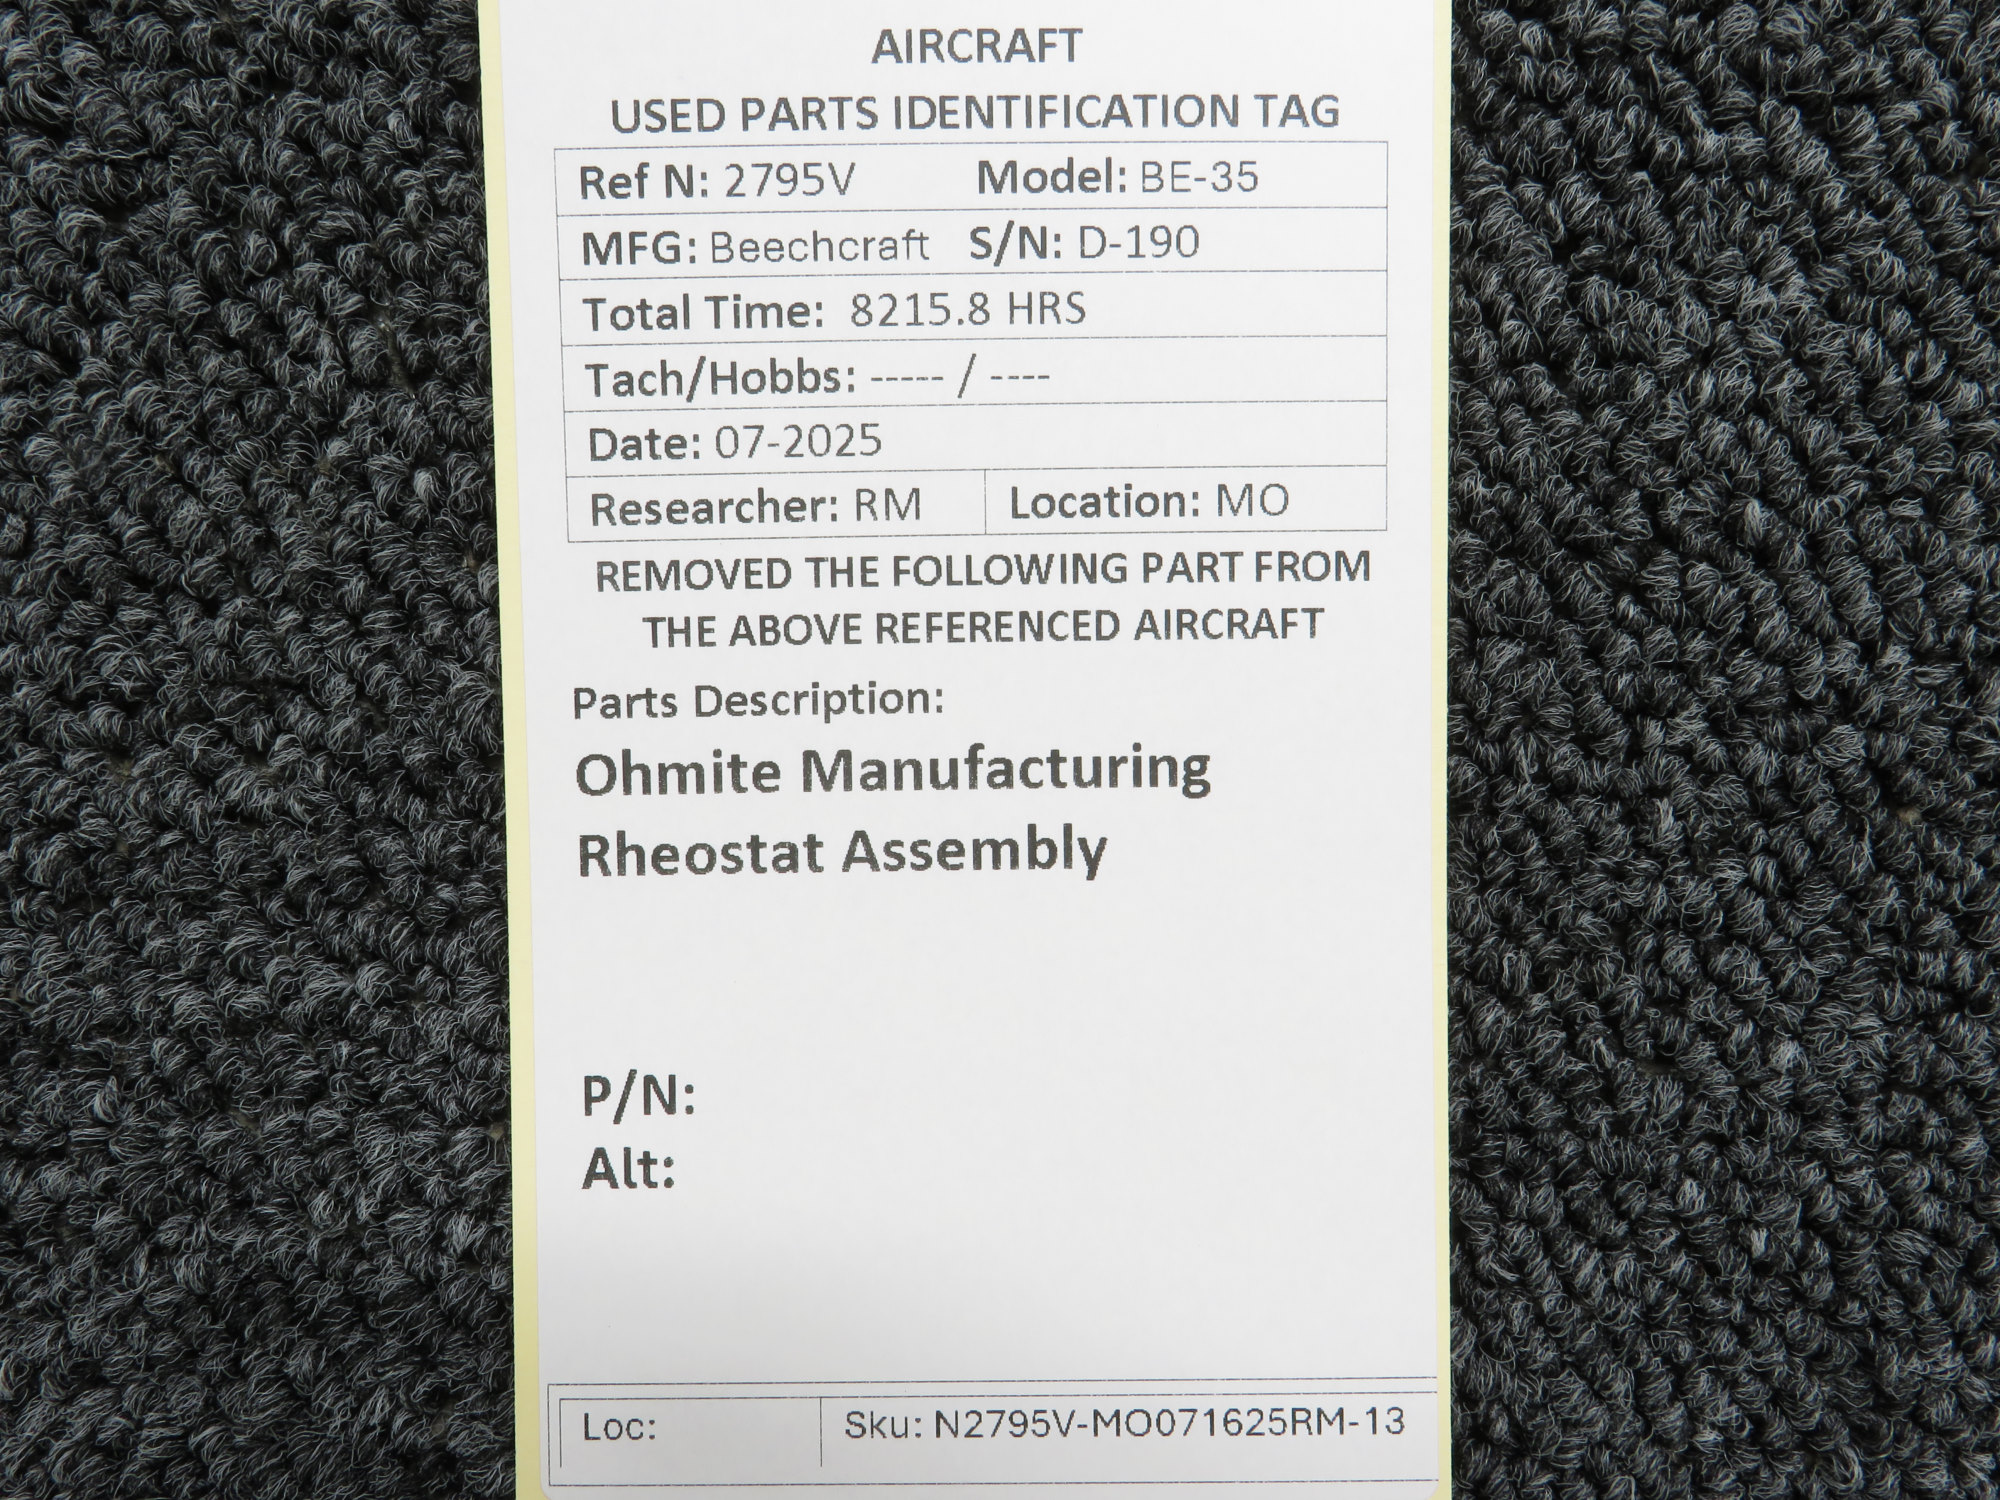 AIRCRAFT
USED PARTS IDENTIFICATION TAG
Ref N: 2795V Model: BE-35
MFG: Beechcraft S/N: D-190
Total Time: 8215.8 HRS
Tach/Hobbs: ----- / ----
Date: 07-2025
Researcher: RM Location: MO
REMOVED THE FOLLOWING PART FROM
THE ABOVE REFERENCED AIRCRAFT
Parts Description:
Ohmite Manufacturing
Rheostat Assembly
P/N:
Alt:
Loc: Sku: N2795V-MO071625RM-13